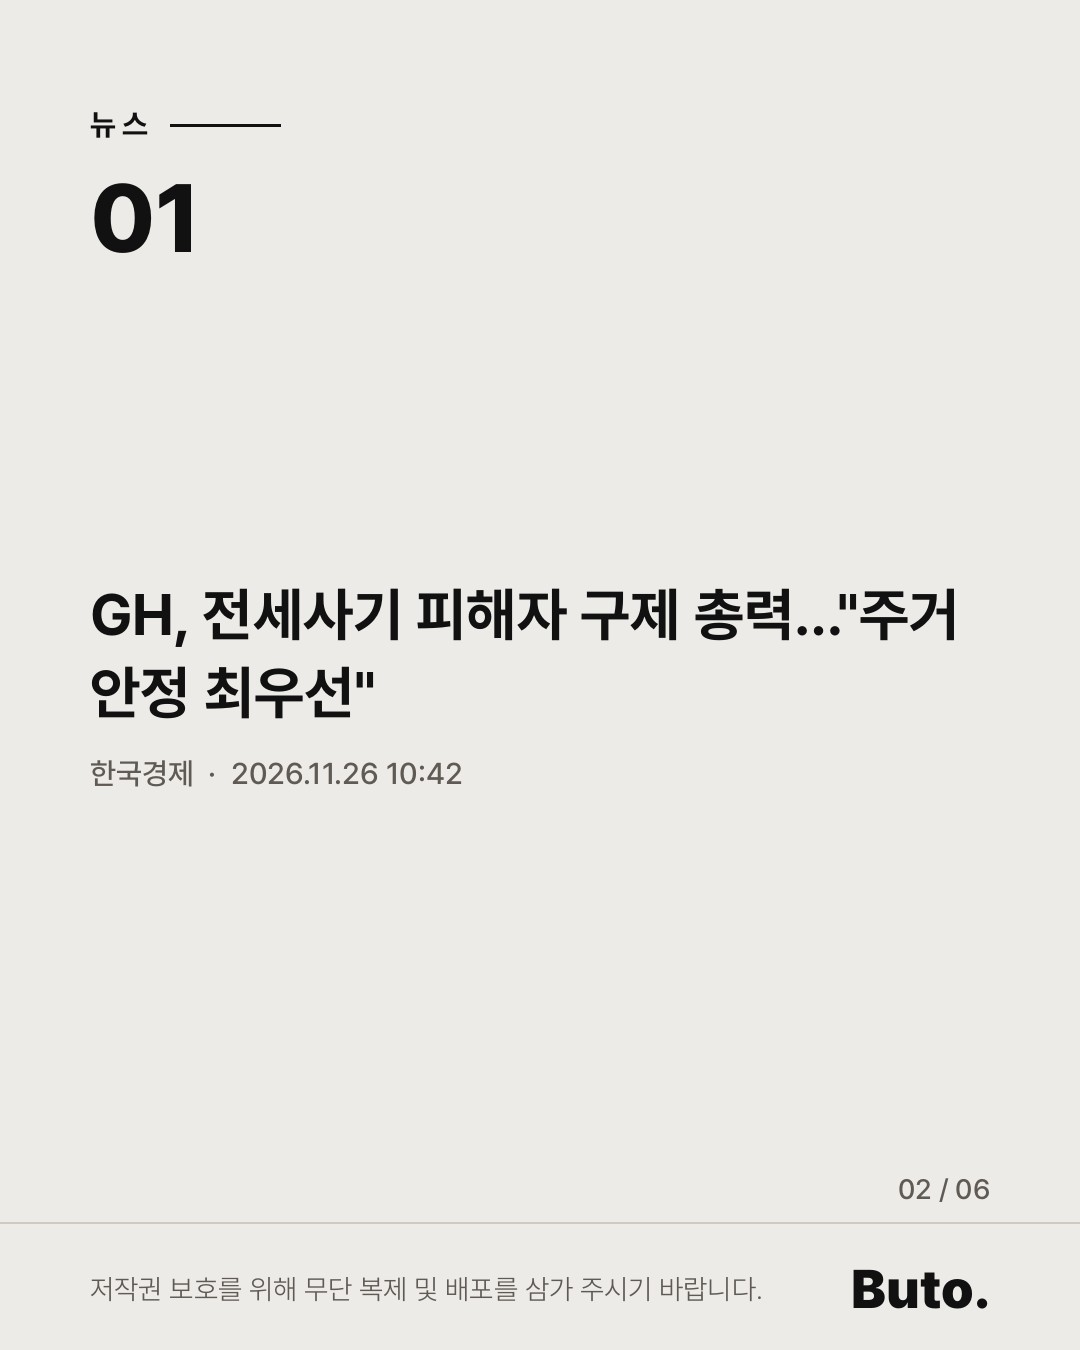 뉴스
01
GH, 전세사기 피해자 구제 총력..."주거
안정 최우선"
한국경제 · 2026.11.26 10:42
02 / 06
저작권 보호를 위해 무단 복제 및 배포를 삼가 주시기 바랍니다.
Buto.